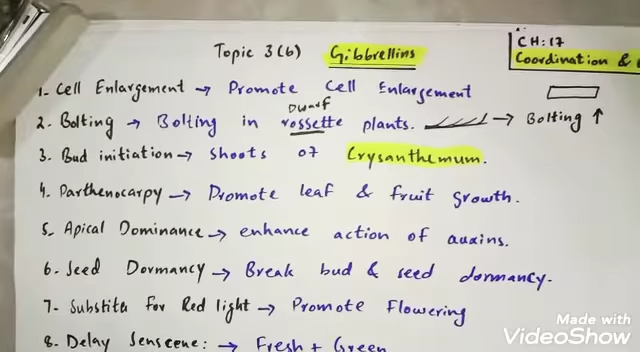 CH:17
Topic 3(b) Gibbrellins
Coordination &
1- Cell Enlargement → Promote Cell Enlargement
Dwarf
2. Bolting → Bolting in rossette plants. → Bolting ↑
3. Bud initiation → shoots of Crysanthemum.
4. Parthenocarpy → Promote leaf & fruit growth.
5. Apical Dominance → enhance action of auxins.
6. Seed Dormancy → Break bud & seed dormancy.
7- Substite for Red light → Promote Flowering
8. Delay Senscene: → Fresh + Green
Made with
VideoShow